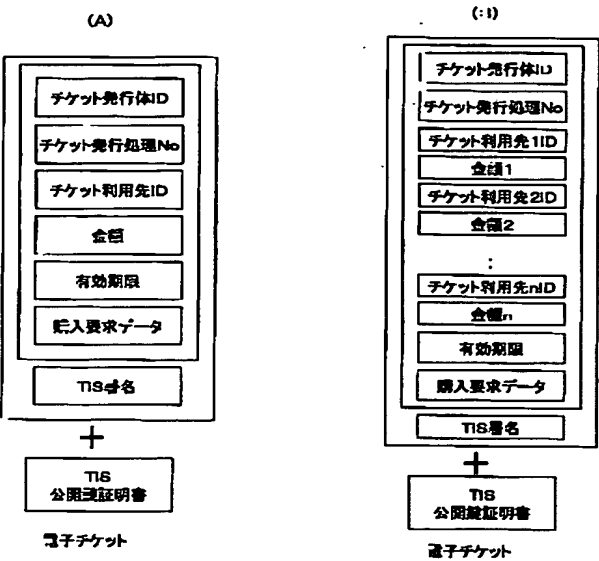 (A)
チケット発行体ID
チケット発行処理No
チケット利用先ID
金額
有効期限
購入要求データ
TIS署名
+
TIS
公開鍵証明書
電子チケット
(B)
チケット発行体ID
チケット発行処理No
チケット利用先1ID
金額1
チケット利用先2ID
金額2
:
チケット利用先nID
金額n
有効期限
購入要求データ
TIS署名
+
TIS
公開鍵証明書
電子チケット